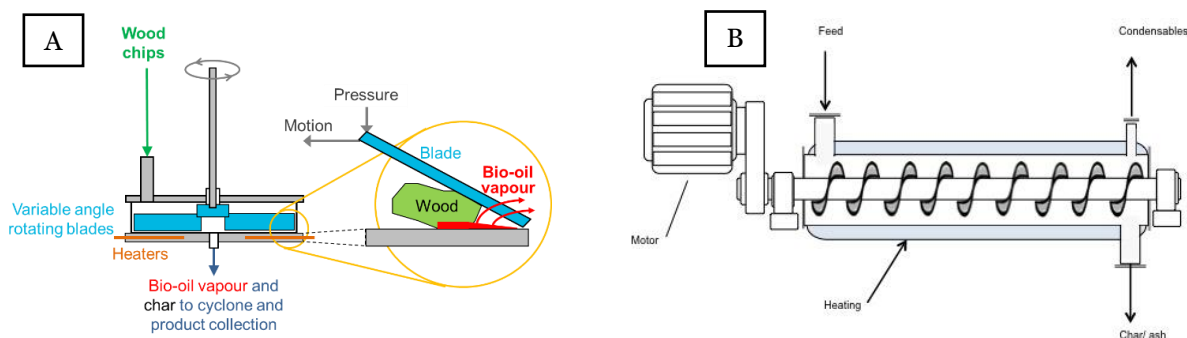 A
Wood
chips
Pressure
Motion
Blade
Bio-oil
vapour
Wood
Variable angle
rotating blades
Heaters
Bio-oil vapour and
char to cyclone and
product collection
B
Feed
Condensables
Motor
Heating
Char/ ash